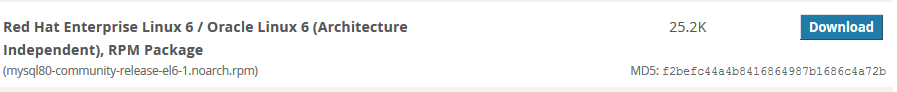 Red Hat Enterprise Linux 6 / Oracle Linux 6 (Architecture 25.2K Download
Independent), RPM Package
(mysql80-community-release-el6-1.noarch.rpm) MD5: f2befc44a4b8416864987b1686c4a72b